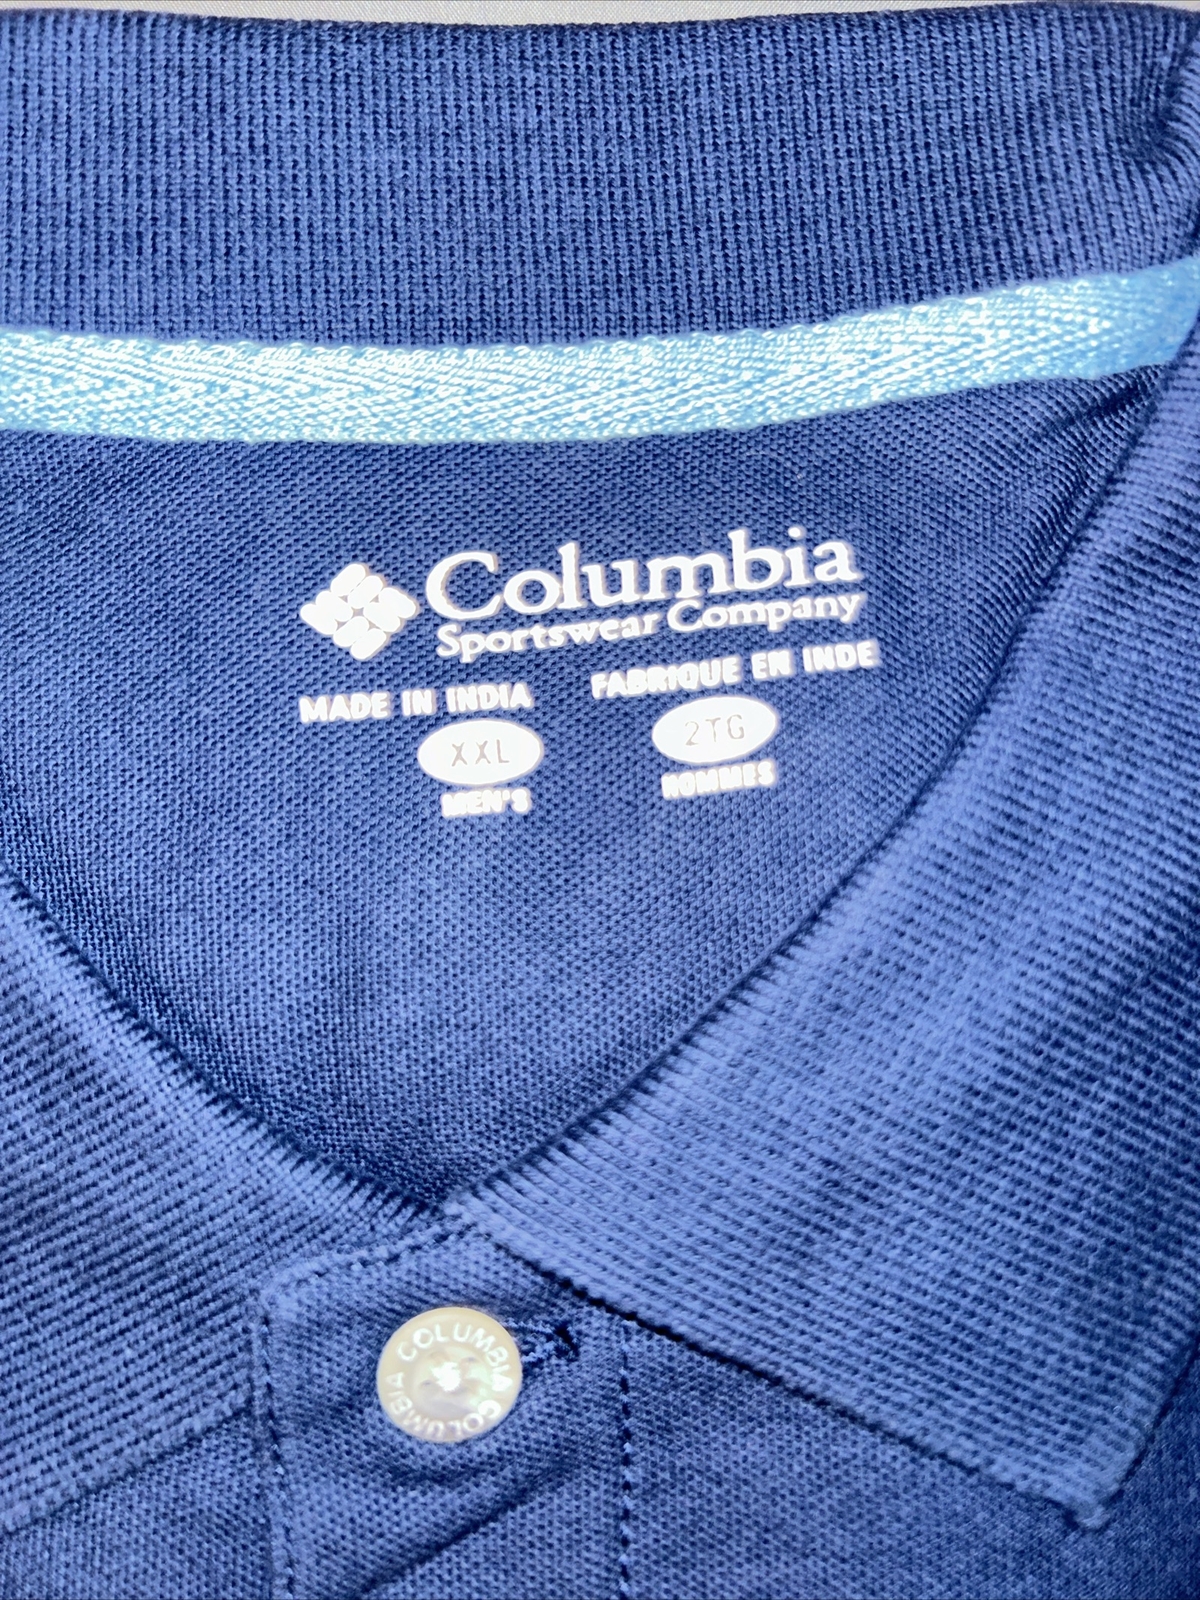 Columbia
Sportswear Company
MADE IN INDIA FABRIQUE EN INDE
XXL 2TG
MEN'S HOMMES
COLUMBIA COLUMBIA